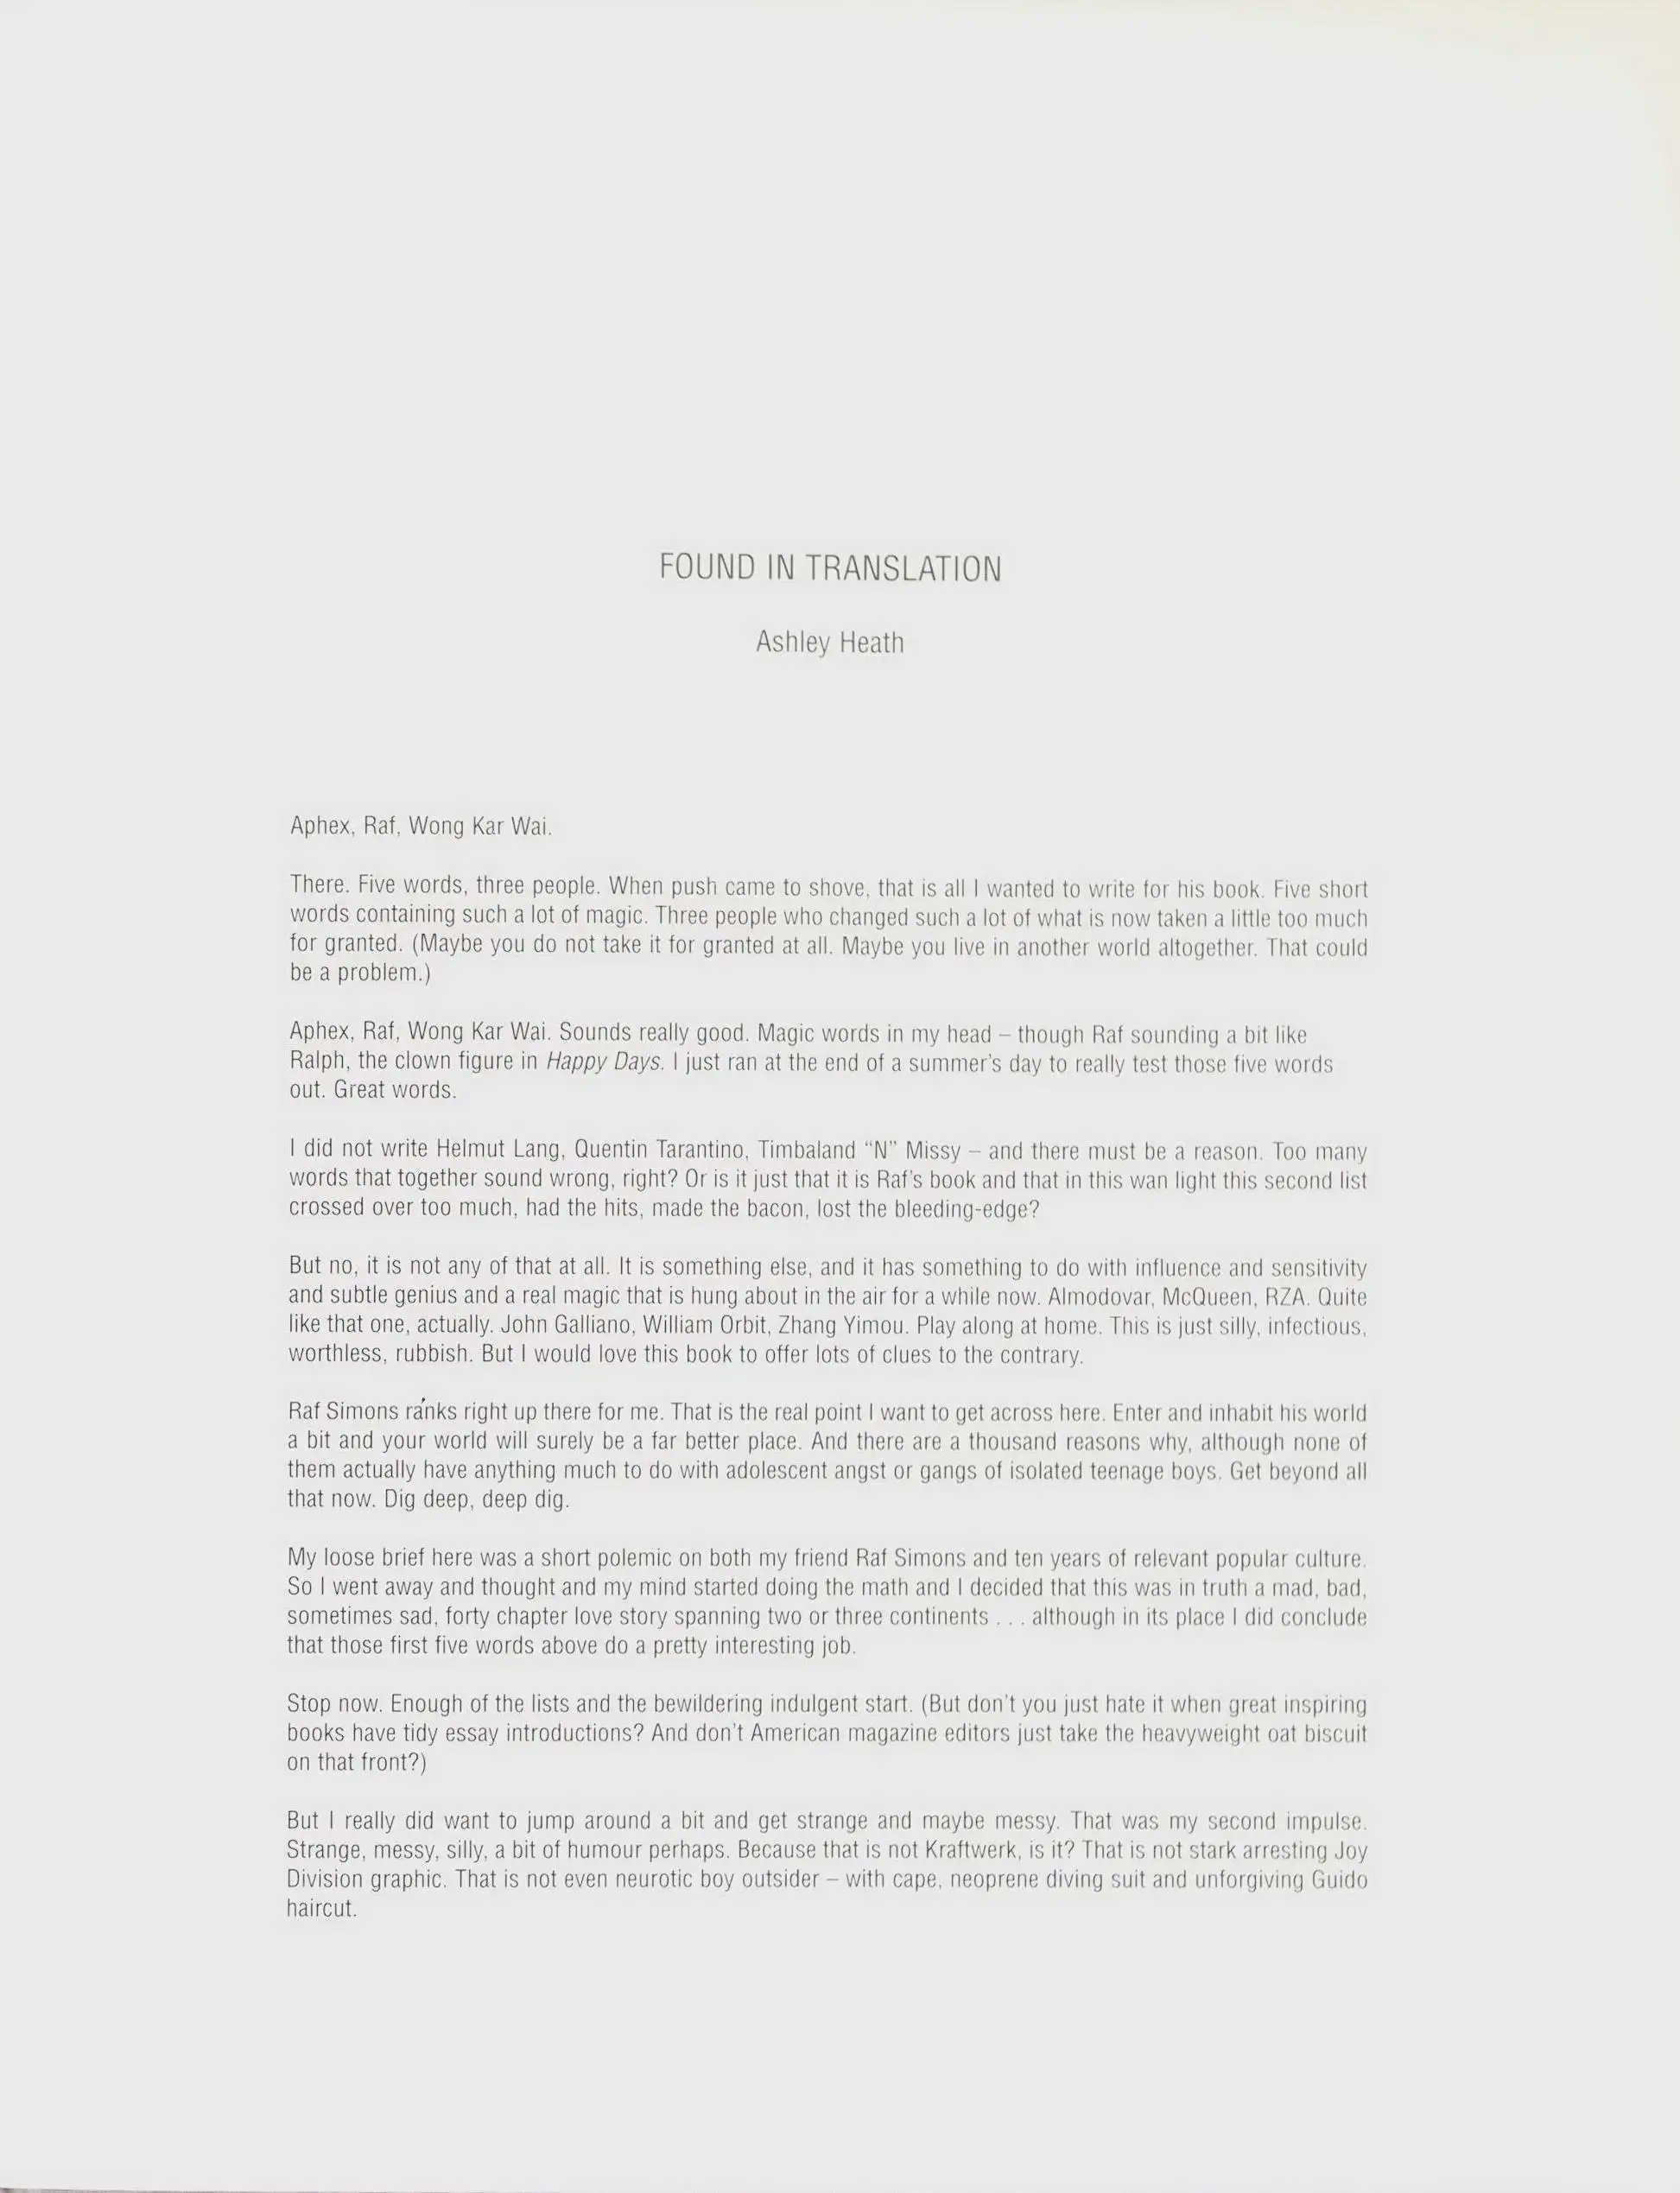 FOUND IN TRANSLATION
Ashley Heath
Aphex, Raf, Wong Kar Wai.
There. Five words, three people. When push came to shove, that is all I wanted to write for his book. Five short
words containing such a lot of magic. Three people who changed such a lot of what is now taken a little too much
for granted. (Maybe you do not take it for granted at all. Maybe you live in another world altogether. That could
be a problem.)
Aphex, Raf, Wong Kar Wai. Sounds really good. Magic words in my head – though Raf sounding a bit like
Ralph, the clown figure in Happy Days. I just ran at the end of a summer's day to really test those five words
out. Great words.
I did not write Helmut Lang, Quentin Tarantino, Timbaland “N” Missy – and there must be a reason. Too many
words that together sound wrong, right? Or is it just that it is Raf's book and that in this wan light this second list
crossed over too much, had the hits, made the bacon, lost the bleeding-edge?
But no, it is not any of that at all. It is something else, and it has something to do with influence and sensitivity
and subtle genius and a real magic that is hung about in the air for a while now. Almodovar, McQueen, RZA. Quite
like that one, actually. John Galliano, William Orbit, Zhang Yimou. Play along at home. This is just silly, infectious,
worthless, rubbish. But I would love this book to offer lots of clues to the contrary.
Raf Simons ranks right up there for me. That is the real point I want to get across here. Enter and inhabit his world
a bit and your world will surely be a far better place. And there are a thousand reasons why, although none of
them actually have anything much to do with adolescent angst or gangs of isolated teenage boys. Get beyond all
that now. Dig deep, deep dig.
My loose brief here was a short polemic on both my friend Raf Simons and ten years of relevant popular culture.
So I went away and thought and my mind started doing the math and I decided that this was in truth a mad, bad,
sometimes sad, forty chapter love story spanning two or three continents . . . although in its place I did conclude
that those first five words above do a pretty interesting job.
Stop now. Enough of the lists and the bewildering indulgent start. (But don't you just hate it when great inspiring
books have tidy essay introductions? And don't American magazine editors just take the heavyweight oat biscuit
on that front?)
But I really did want to jump around a bit and get strange and maybe messy. That was my second impulse.
Strange, messy, silly, a bit of humour perhaps. Because that is not Kraftwerk, is it? That is not stark arresting Joy
Division graphic. That is not even neurotic boy outsider – with cape, neoprene diving suit and unforgiving Guido
haircut.